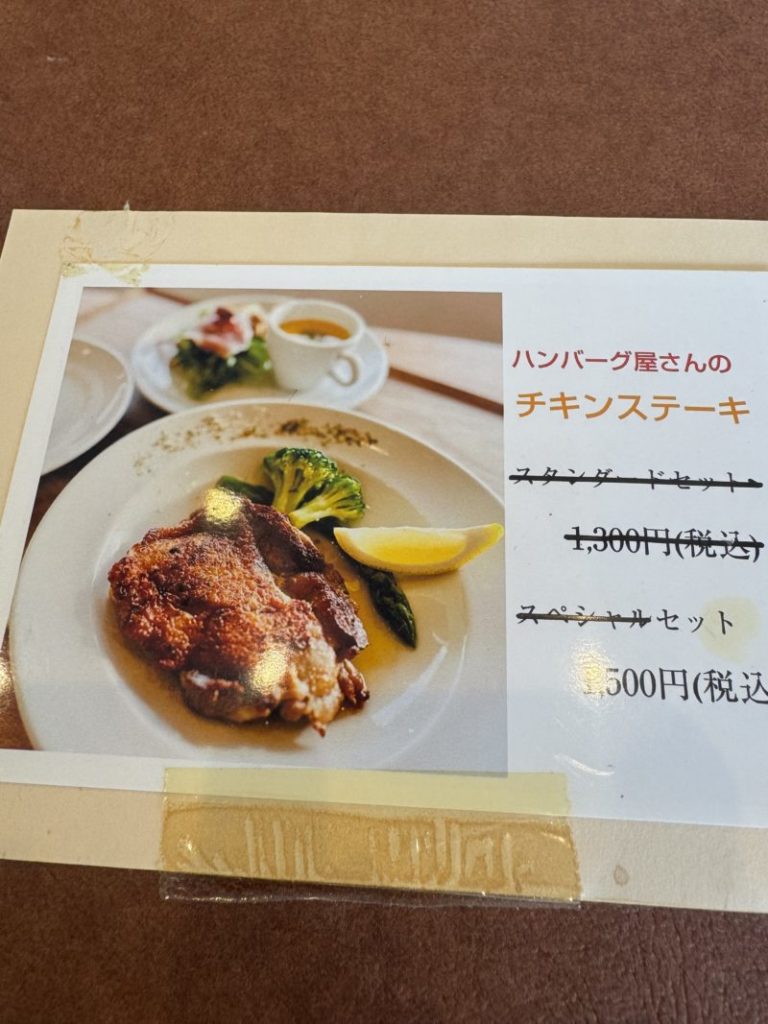 ハンバーグ屋さんの
チキンステーキ
スタンダードセット
1,300円(税込)
スペシャルセット
1,500円(税込